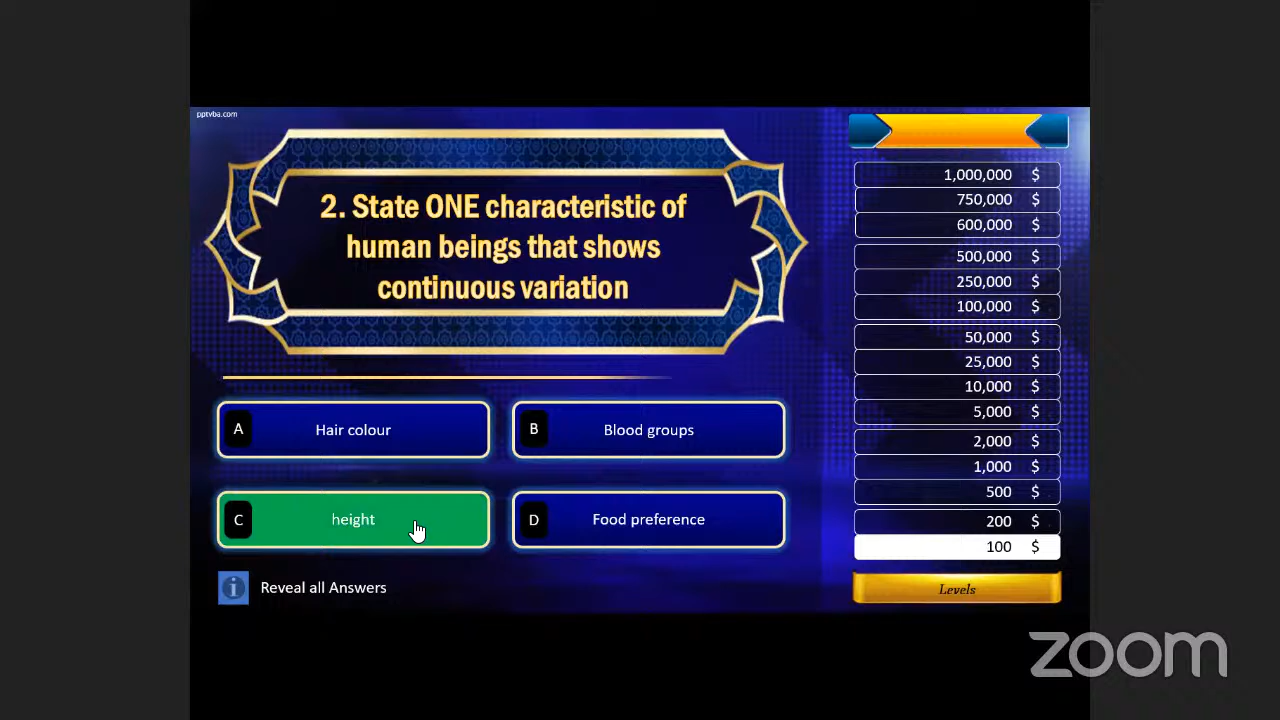 pptvba.com
2. State ONE characteristic of
human beings that shows
continuous variation
A Hair colour
B Blood groups
C height
D Food preference
Reveal all Answers
1,000,000 $
750,000 $
600,000 $
500,000 $
250,000 $
100,000 $
50,000 $
25,000 $
10,000 $
5,000 $
2,000 $
1,000 $
500 $
200 $
100 $
Levels
zoom